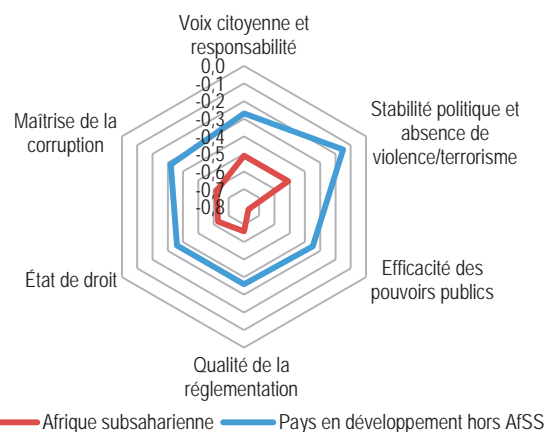 Voix citoyenne et
responsabilité
0,0
-0,1
-0,2
-0,3
-0,4
-0,5
-0,6
-0,7
-0,8
Stabilité politique et
absence de
violence/terrorisme
Efficacité des
pouvoirs publics
Qualité de la
réglementation
État de droit
Maîtrise de la
corruption
Afrique subsaharienne
Pays en développement hors AfSS